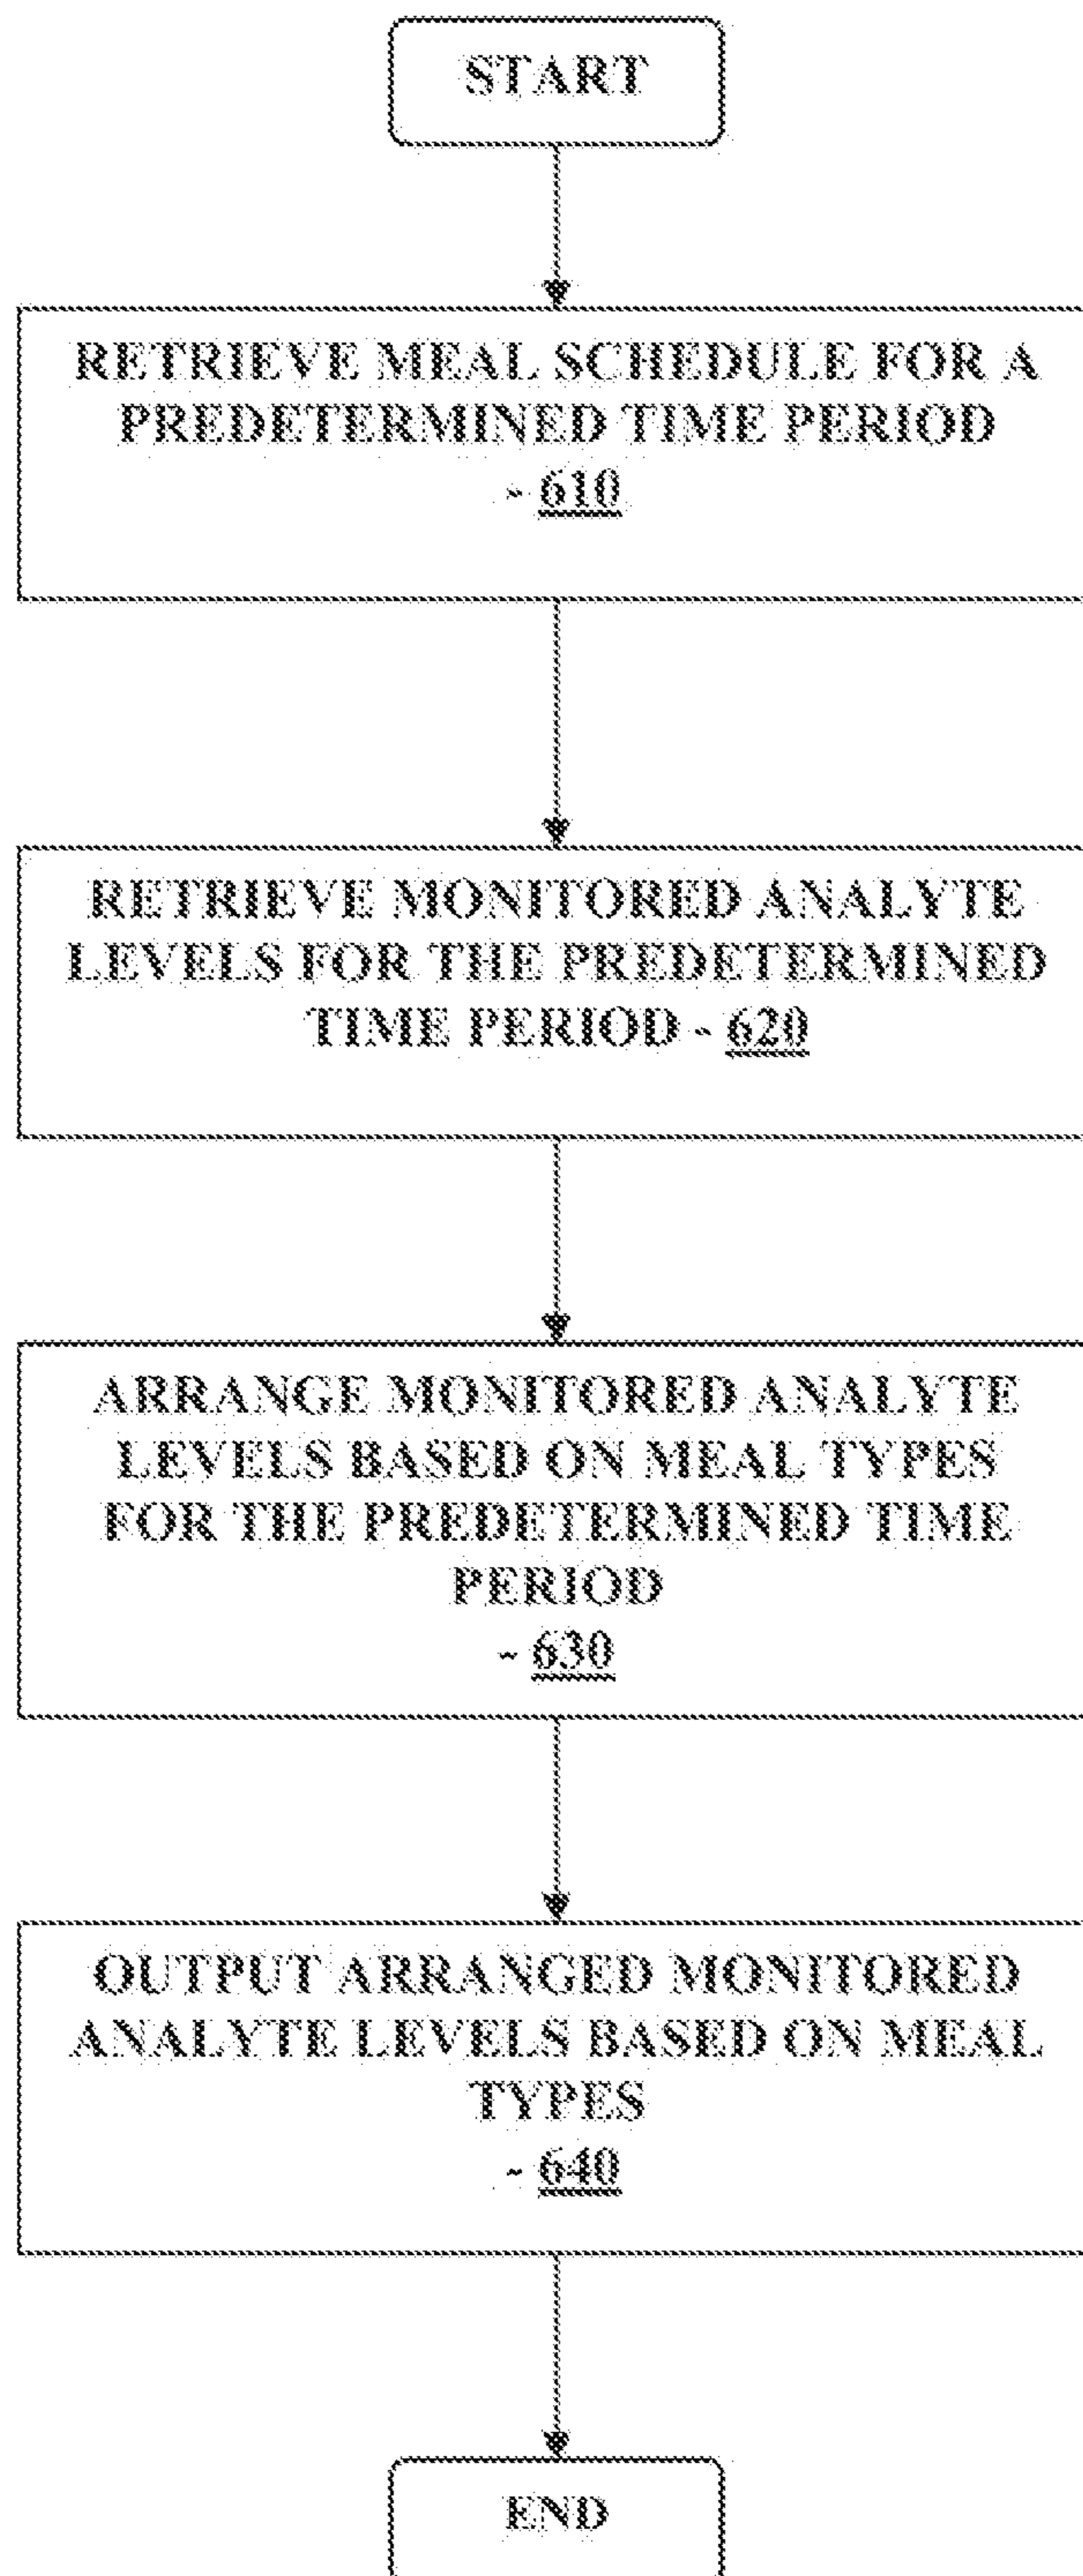 START
RETRIEVE MEAL SCHEDULE FOR A
PREDETERMINED TIME PERIOD
- 610
RETRIEVE MONITORED ANALYTE
LEVELS FOR THE PREDETERMINED
TIME PERIOD - 620
ARRANGE MONITORED ANALYTE
LEVELS BASED ON MEAL TYPES
FOR THE PREDETERMINED TIME
PERIOD
- 630
OUTPUT ARRANGED MONITORED
ANALYTE LEVELS BASED ON MEAL
TYPES
- 640
END